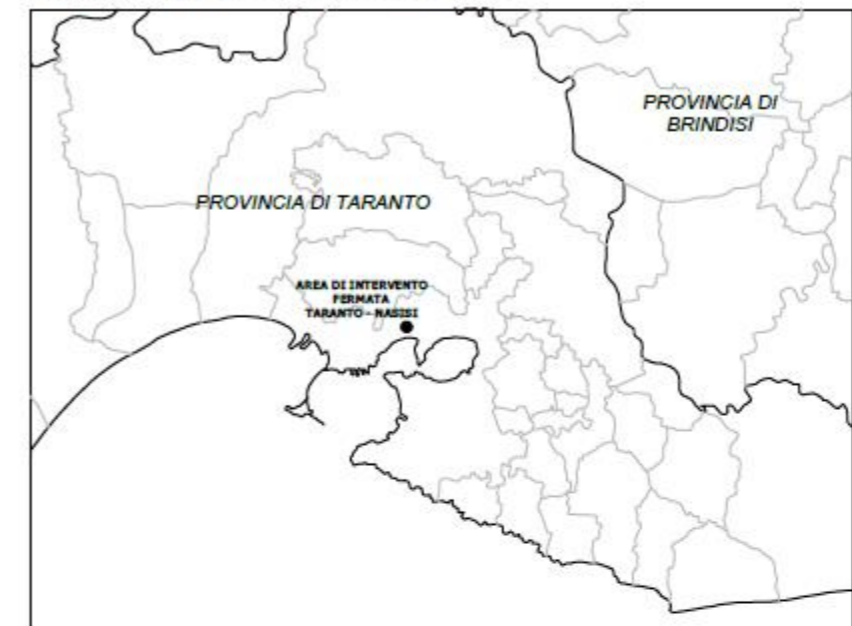 PROVINCIA DI
BRINDISI
PROVINCIA DI TARANTO
AREA DI INTERVENTO
FERMATA
TARANTO - NASISI